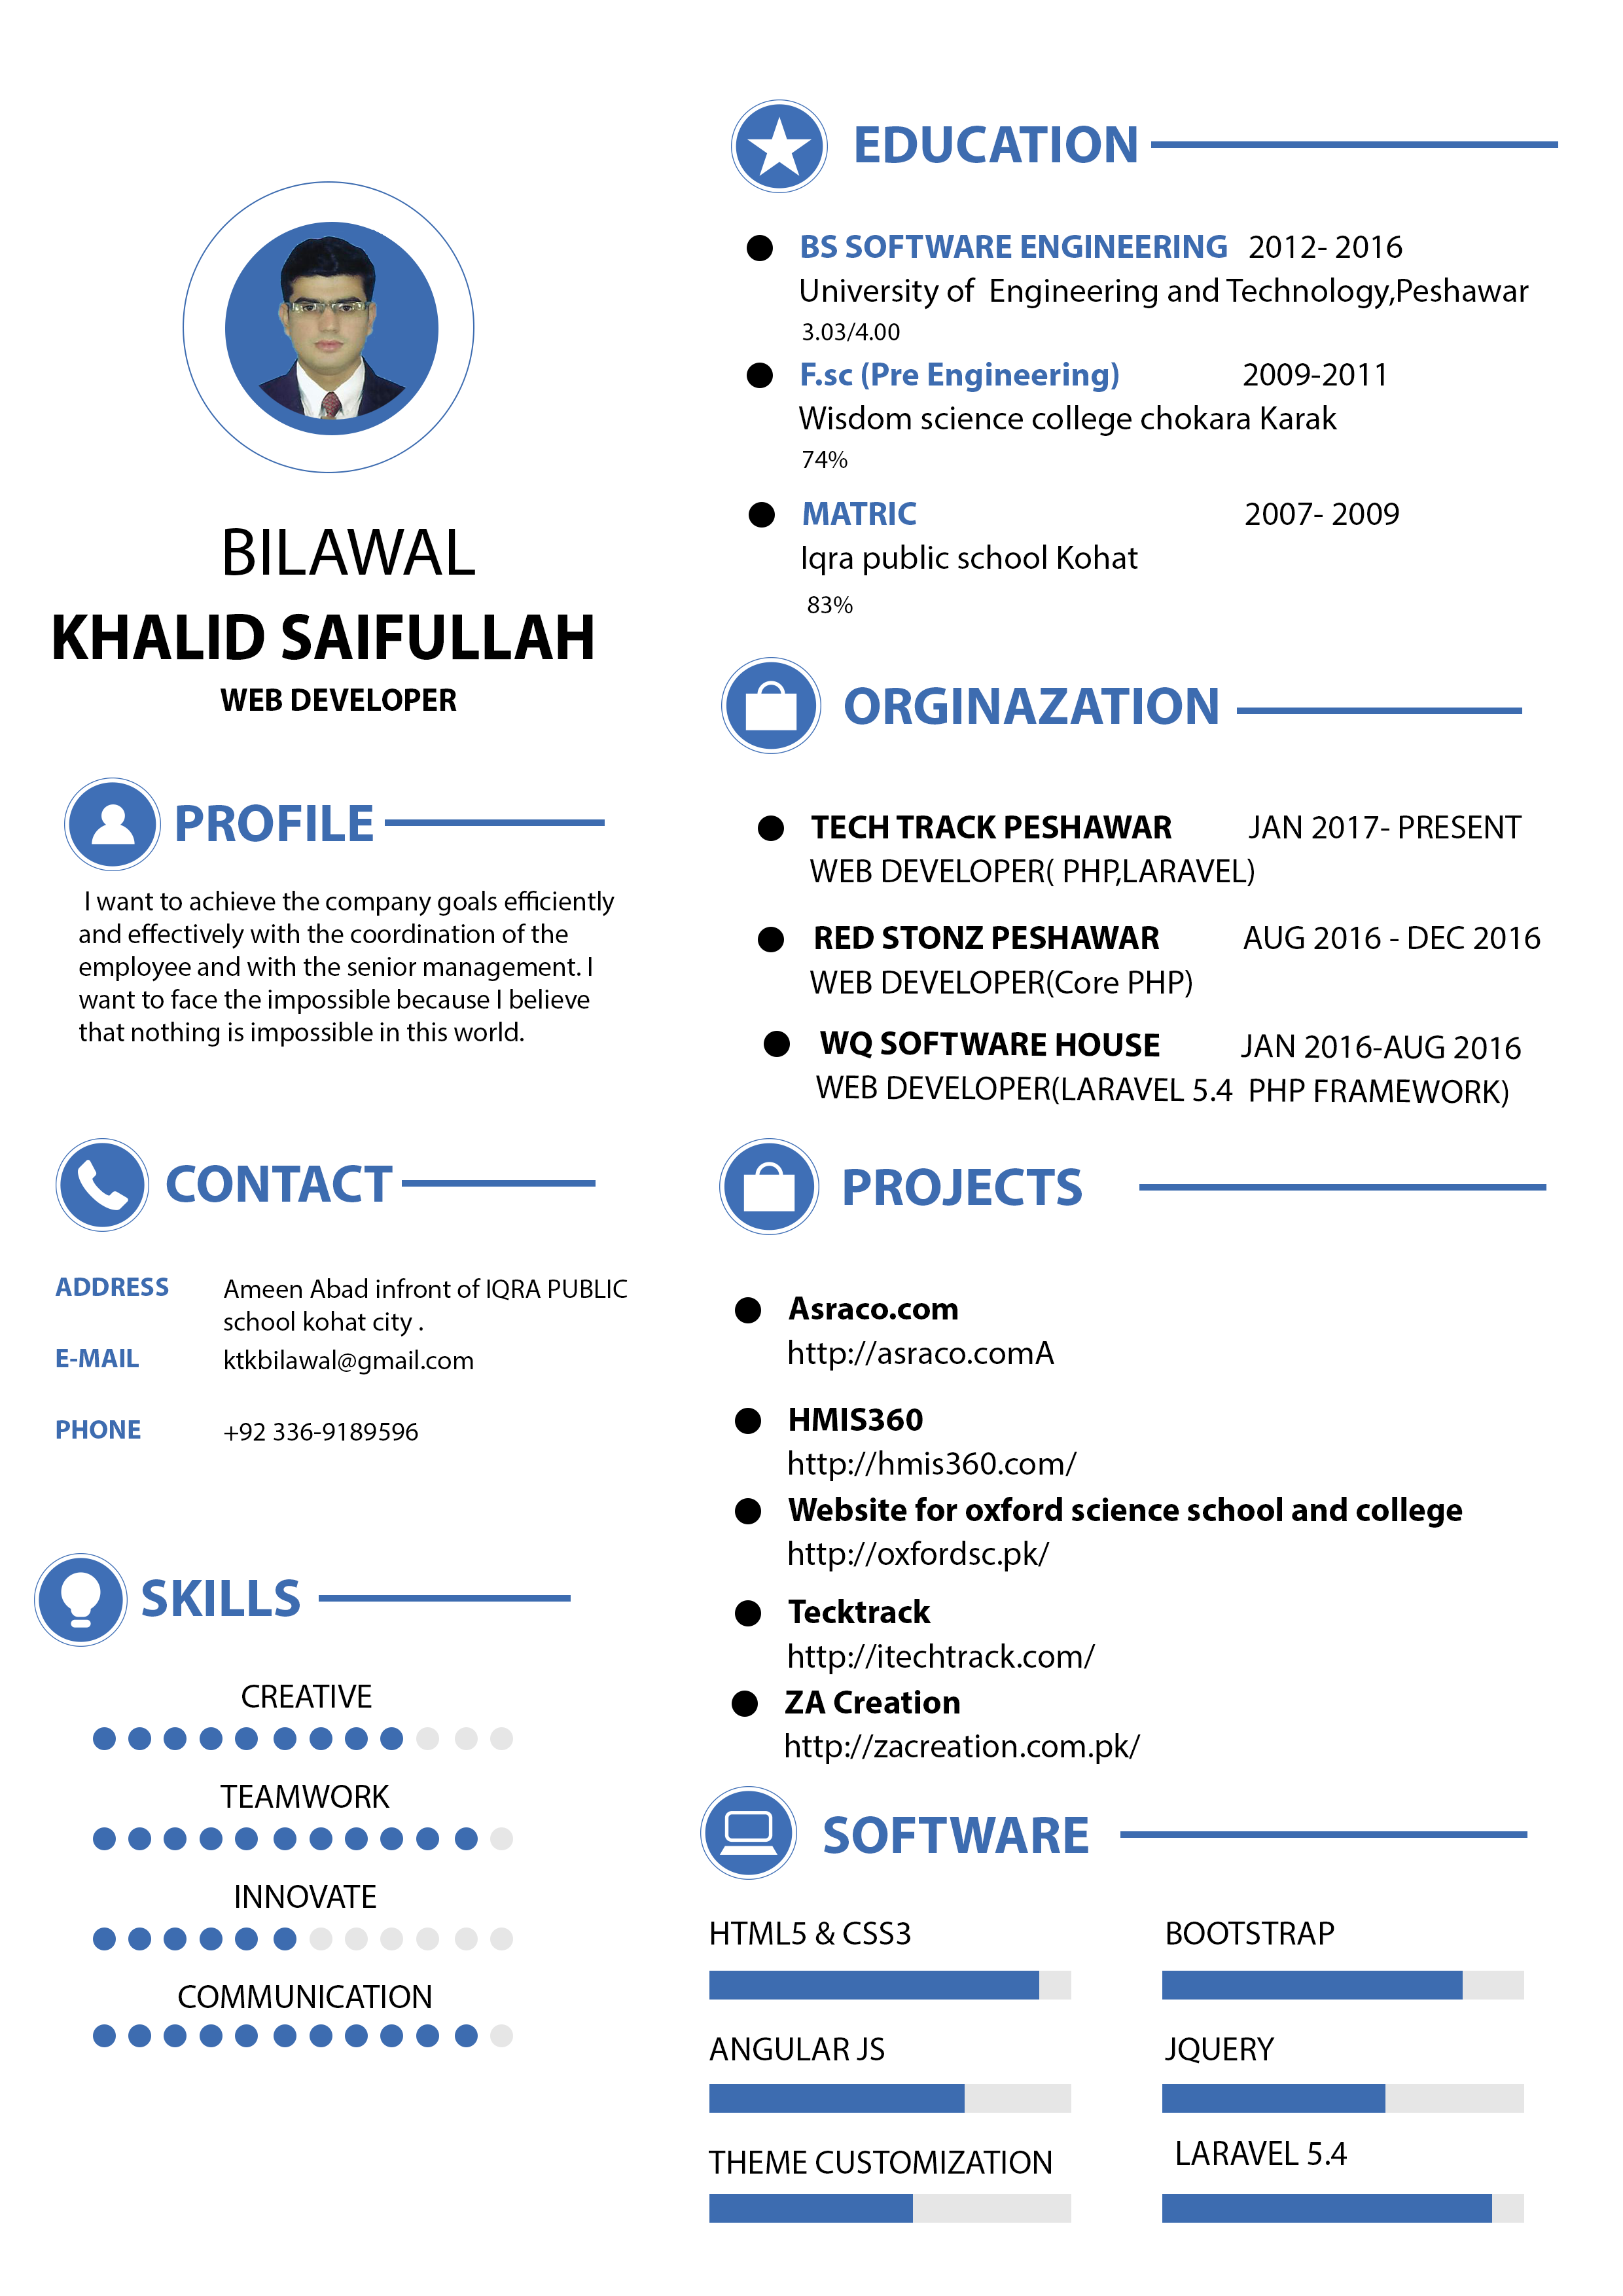 BILAWAL
KHALID SAIFULLAH
WEB DEVELOPER
PROFILE
I want to achieve the company goals efficiently
and effectively with the coordination of the
employee and with the senior management. I
want to face the impossible because I believe
that nothing is impossible in this world.
CONTACT
ADDRESS Ameen Abad infront of IQRA PUBLIC
school kohat city .
E-MAIL ktkbilawal@gmail.com
PHONE +92 336-9189596
SKILLS
CREATIVE
TEAMWORK
INNOVATE
COMMUNICATION
EDUCATION
BS SOFTWARE ENGINEERING 2012- 2016
University of Engineering and Technology,Peshawar
3.03/4.00
F.sc (Pre Engineering) 2009-2011
Wisdom science college chokara Karak
74%
MATRIC 2007- 2009
Iqra public school Kohat
83%
ORGINAZATION
TECH TRACK PESHAWAR JAN 2017- PRESENT
WEB DEVELOPER( PHP,LARAVEL)
RED STONZ PESHAWAR AUG 2016 - DEC 2016
WEB DEVELOPER(Core PHP)
WQ SOFTWARE HOUSE JAN 2016-AUG 2016
WEB DEVELOPER(LARAVEL 5.4 PHP FRAMEWORK)
PROJECTS
Asraco.com
http://asraco.comA
HMIS360
http://hmis360.com/
Website for oxford science school and college
http://oxfordsc.pk/
Tecktrack
http://itechtrack.com/
ZA Creation
http://zacreation.com.pk/
SOFTWARE
HTML5 & CSS3 BOOTSTRAP
ANGULAR JS JQUERY
THEME CUSTOMIZATION LARAVEL 5.4